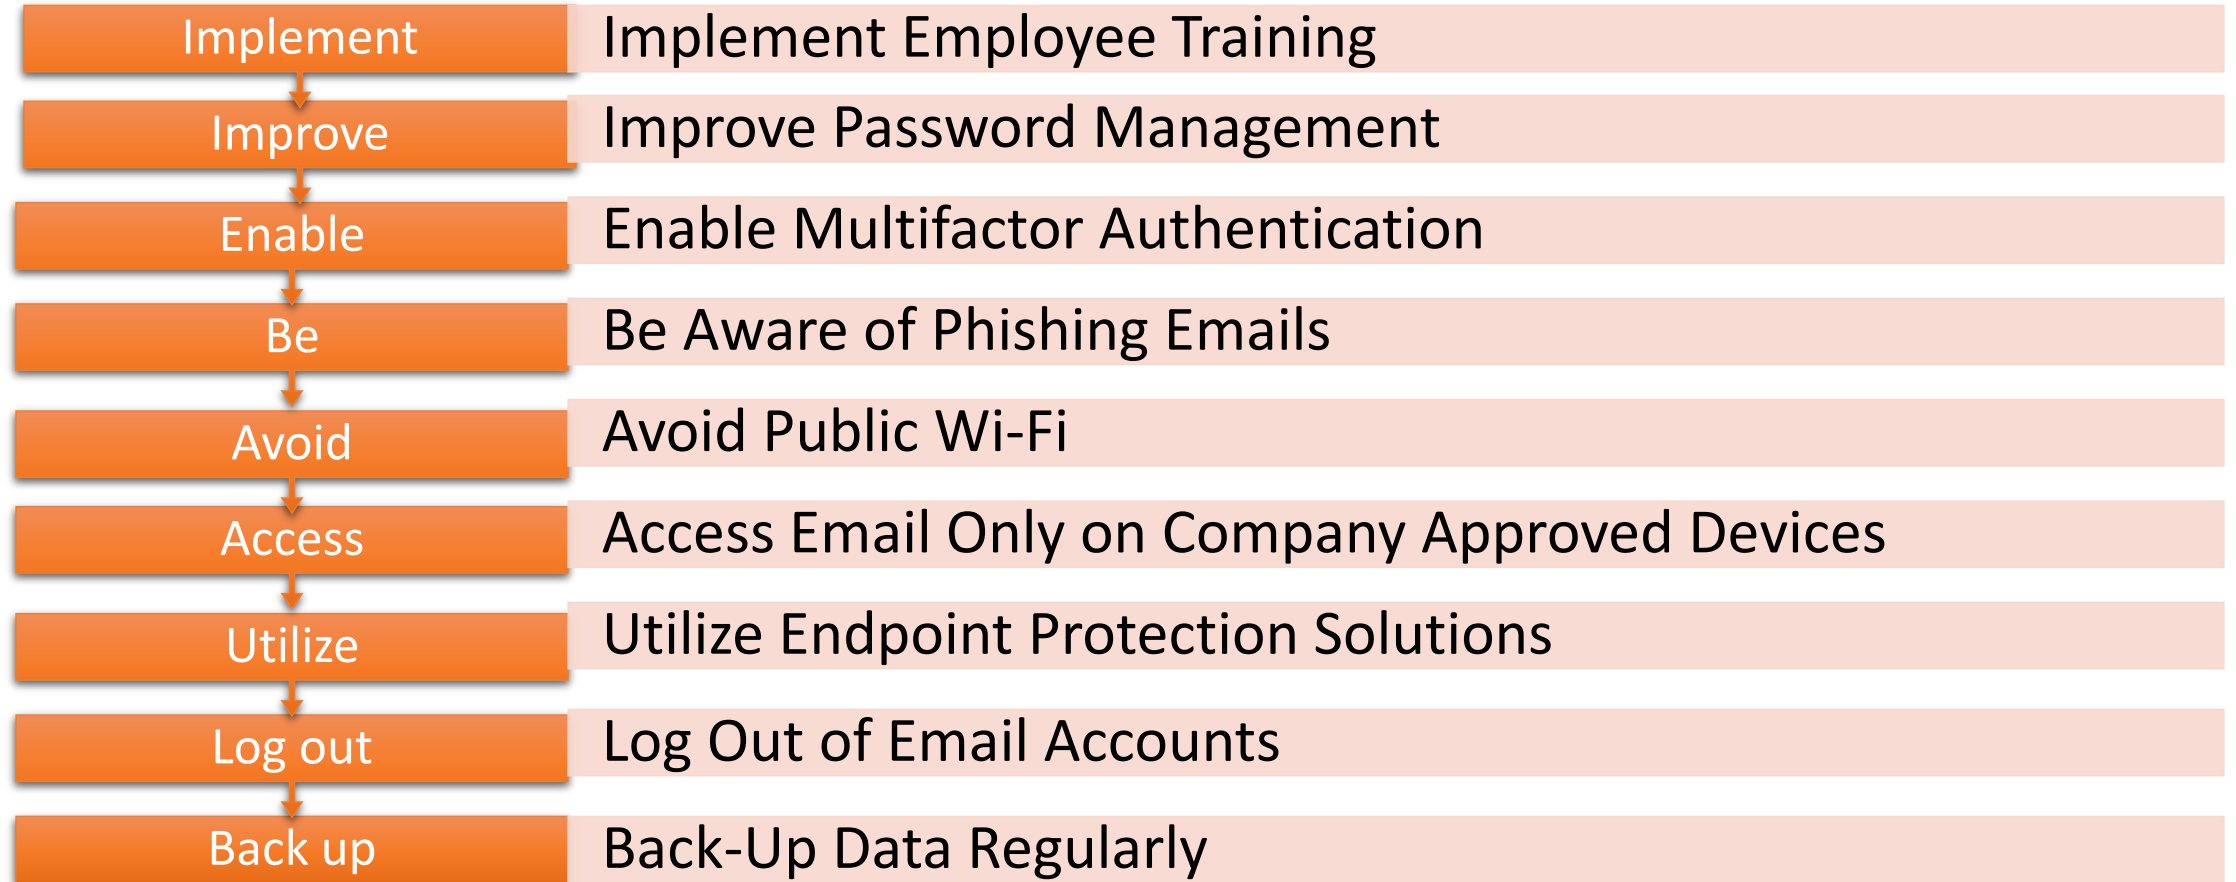 Implement
Implement Employee Training
Improve
Improve Password Management
Enable
Enable Multifactor Authentication
Be
Be Aware of Phishing Emails
Avoid
Avoid Public Wi-Fi
Access
Access Email Only on Company Approved Devices
Utilize
Utilize Endpoint Protection Solutions
Log out
Log Out of Email Accounts
Back up
Back-Up Data Regularly